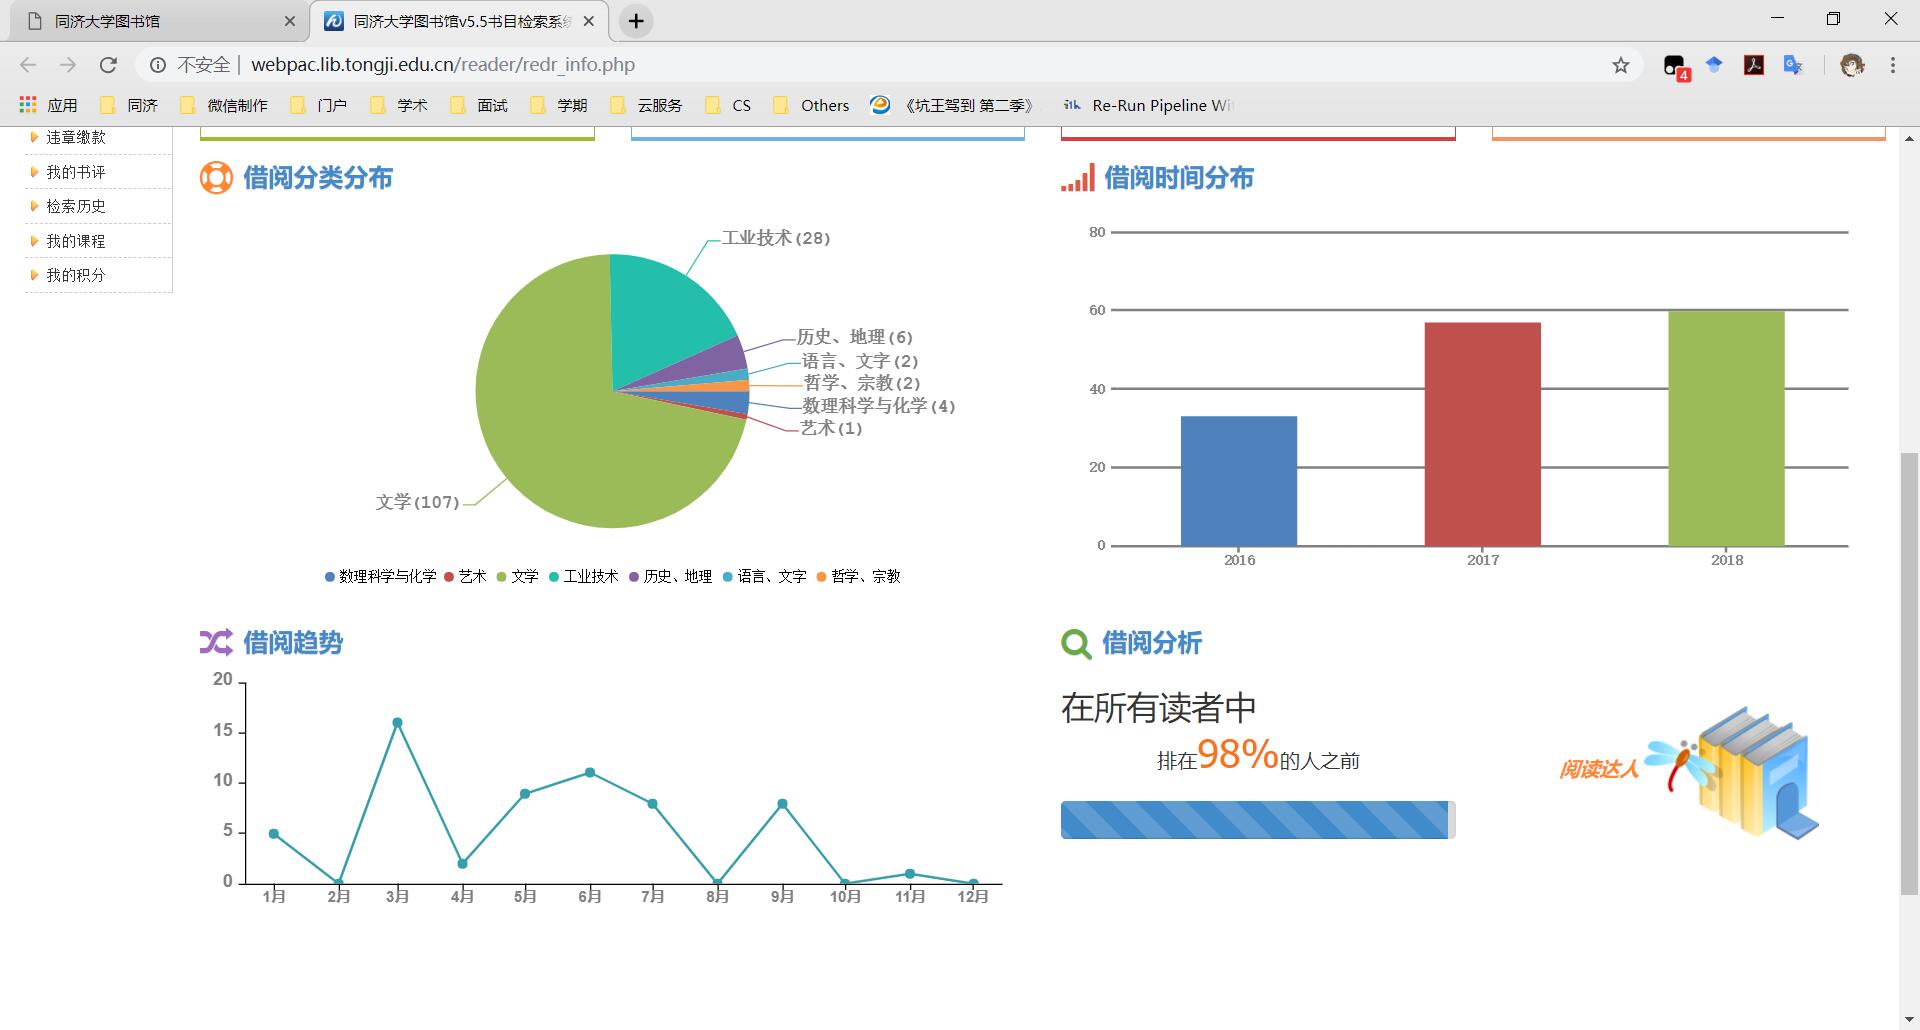 同济大学图书馆
同济大学图书馆v5.5书目检索系
不安全 | webpac.lib.tongji.edu.cn/reader/redr_info.php
4
应用 同济 微信制作 门户 学术 面试 学期 云服务 CS Others 《坑王驾到 第二季》 itk Re-Run Pipeline Wi
违章缴款
我的书评
检索历史
我的课程
我的积分
借阅分类分布
工业技术(28)
历史、地理(6)
语言、文字(2)
哲学、宗教(2)
数理科学与化学(4)
艺术(1)
文学(107)
数理科学与化学 艺术 文学 工业技术 历史、地理 语言、文字 哲学、宗教
借阅时间分布
80
60
40
20
0
2016 2017 2018
借阅趋势
20
15
10
5
0
1月 2月 3月 4月 5月 6月 7月 8月 9月 10月 11月 12月
借阅分析
在所有读者中
排在98%的人之前
阅读达人